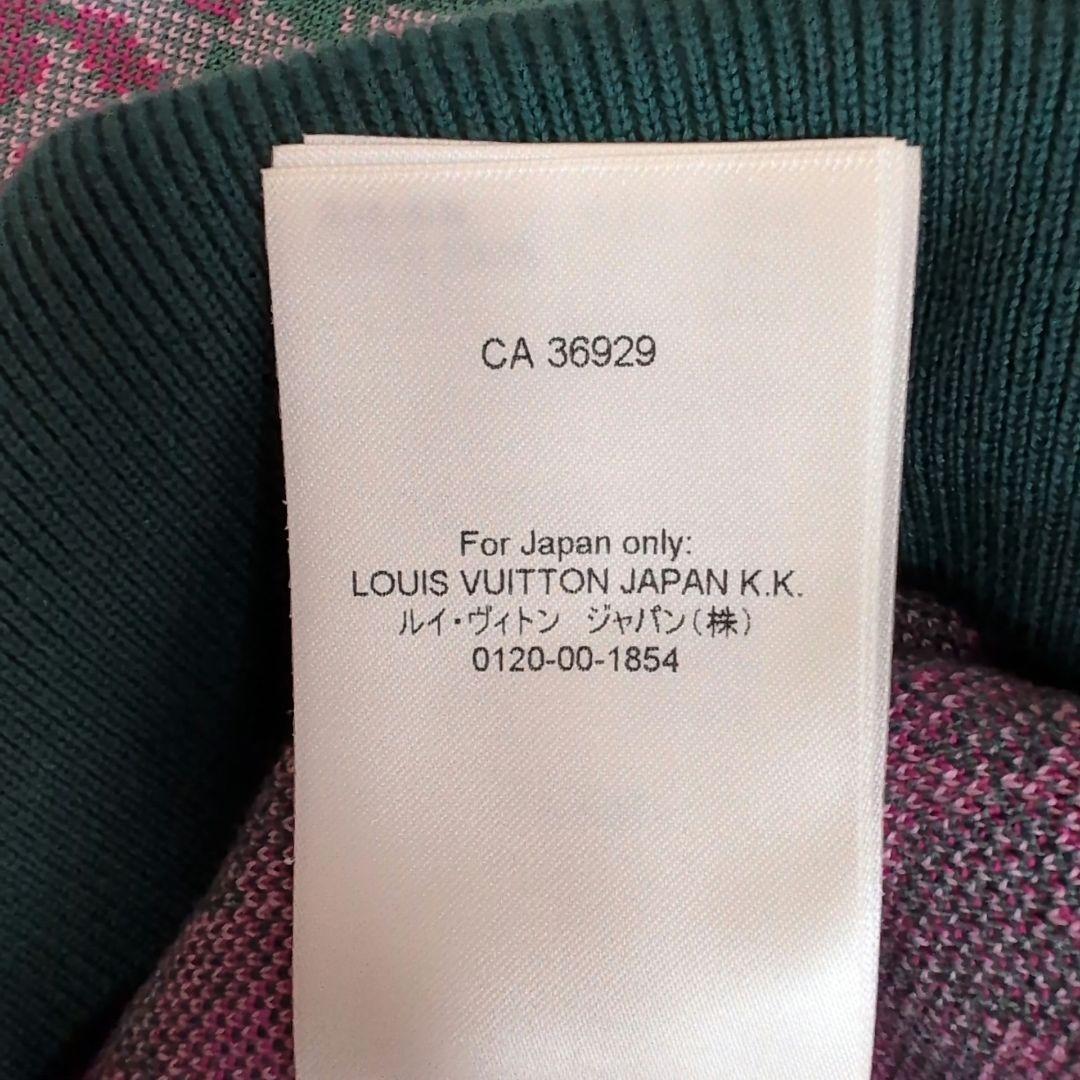 CA 36929
For Japan only:
LOUIS VUITTON JAPAN K.K.
ルイ・ヴィトン ジャパン(株)
0120-00-1854